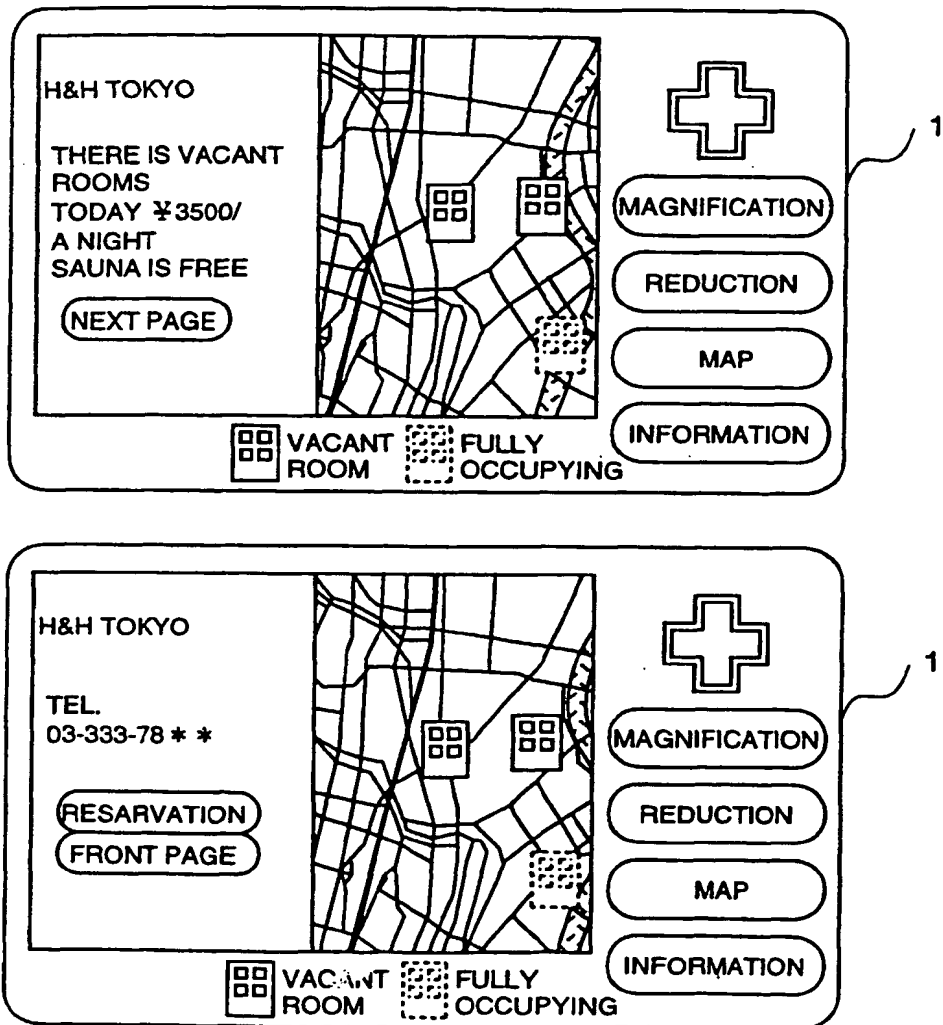 H&H TOKYO
THERE IS VACANT
ROOMS
TODAY ¥3500/
A NIGHT
SAUNA IS FREE
NEXT PAGE
VACANT
ROOM
FULLY
OCCUPYING
MAGNIFICATION
REDUCTION
MAP
INFORMATION
1
H&H TOKYO
TEL.
03-333-78**
RESARVATION
FRONT PAGE
VACANT
ROOM
FULLY
OCCUPYING
MAGNIFICATION
REDUCTION
MAP
INFORMATION
1